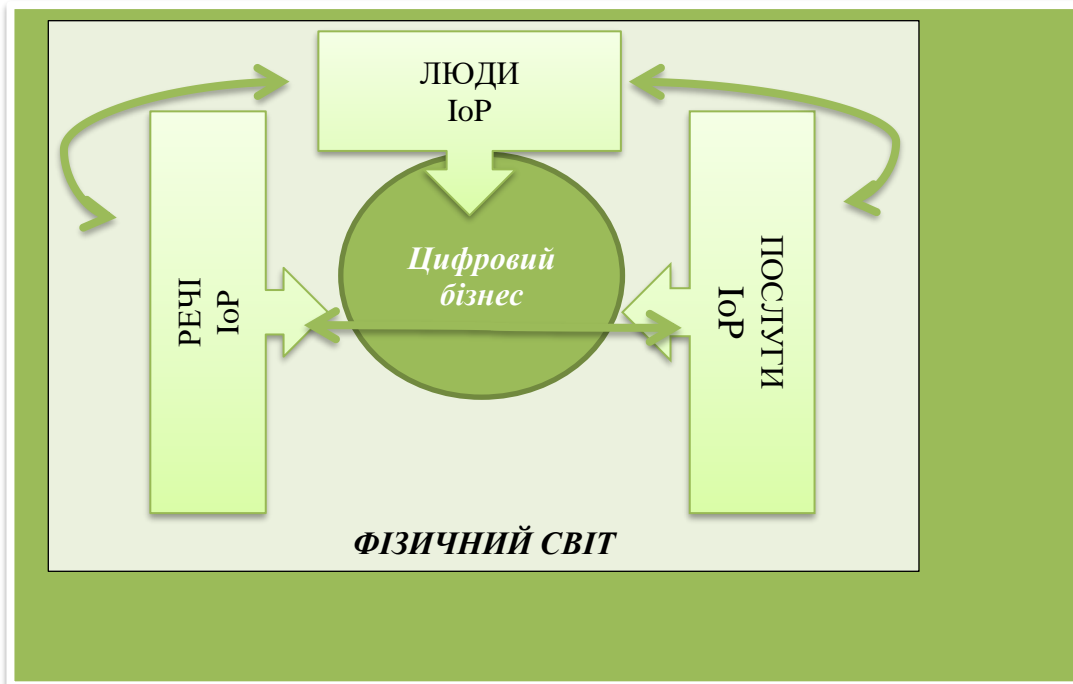 ЛЮДИ
IoP
Цифровий
бізнес
РЕЧІ
IoP
ПОСЛУГИ
IoP
ФІЗИЧНИЙ СВІТ